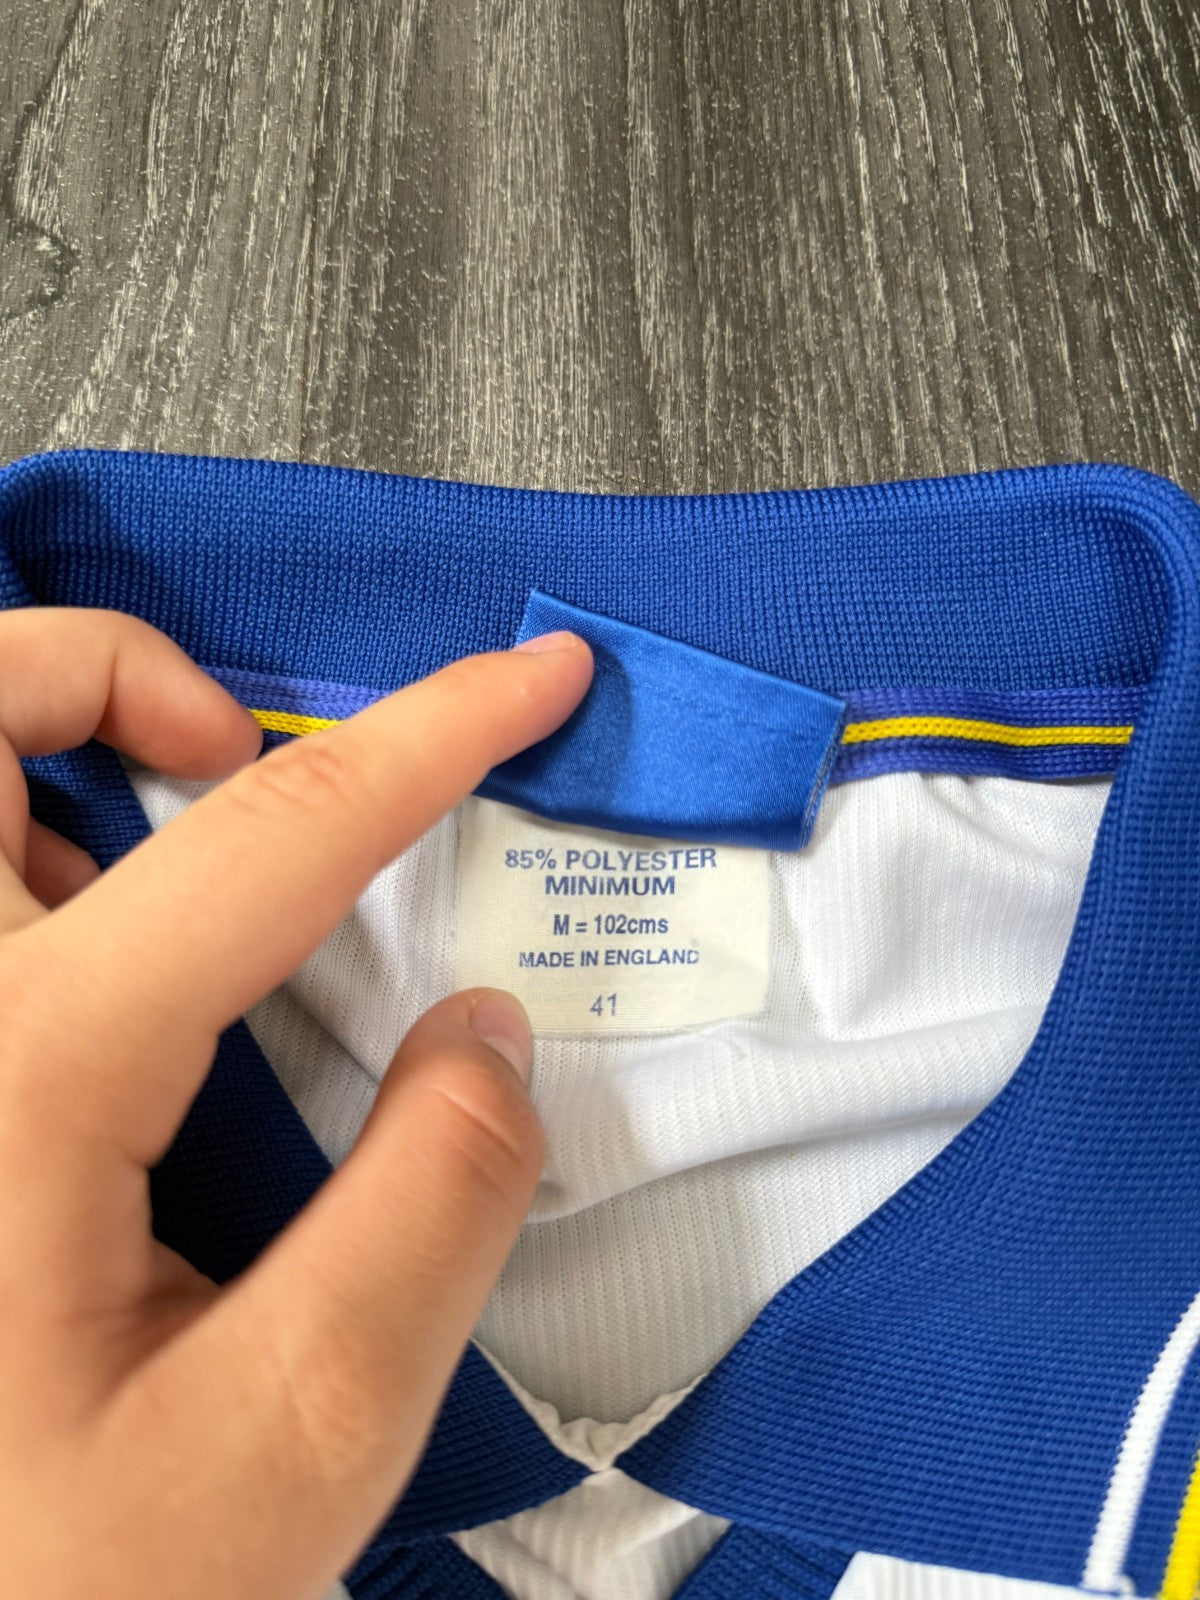 85% POLYESTER
MINIMUM
M = 102cms
MADE IN ENGLAND
41